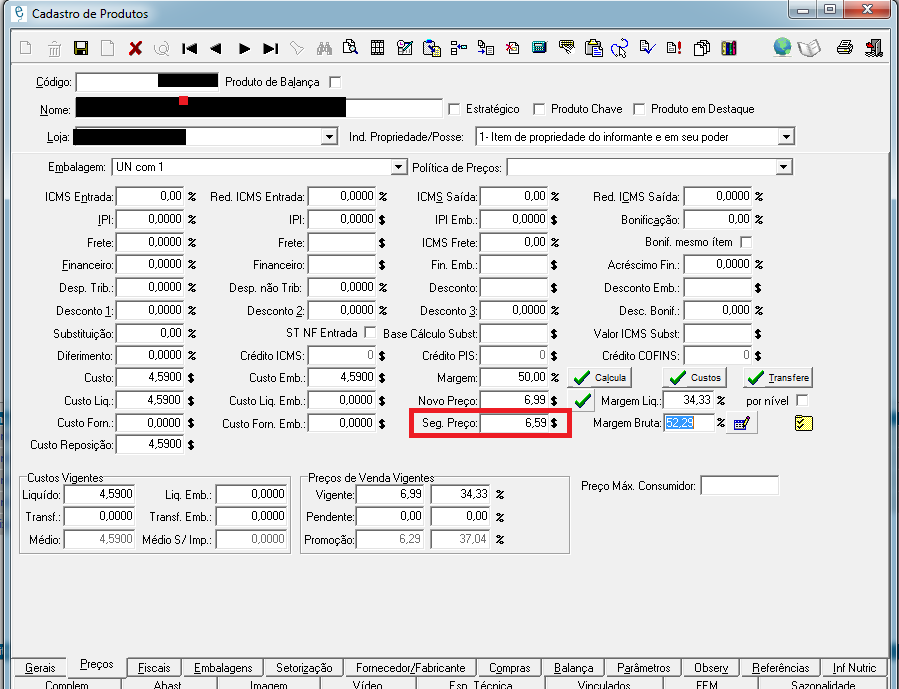 Cadastro de Produtos
Código: Produto de Balança
Nome: Estratégico Produto Chave Produto em Destaque
Loja: Ind. Propriedade/Posse: 1- Item de propriedade do informante e em seu poder
Embalagem: UN com 1 Política de Preços:
ICMS Entrada: 0,00 % Red. ICMS Entrada: 0,0000 % ICMS Saída: 0,00 % Red. ICMS Saída: 0,0000 %
IPI: 0,0000 % IPI: 0,0000 $ IPI Emb.: 0,0000 $ Bonificação: 0,00 %
Frete: 0,0000 % Frete: $ ICMS Frete: 0,00 % Bonif. mesmo ítem
Financeiro: 0,0000 % Financeiro: $ Fin. Emb.: $ Acréscimo Fin.: 0,0000 %
Desp. Trib.: 0,0000 % Desp. não Trib: 0,0000 % Desconto: $ Desconto Emb.: $
Desconto 1: 0,0000 % Desconto 2: 0,0000 % Desconto 3: 0,0000 % Desc. Bonif.: 0,000 %
Substituição: 0,00 % ST NF Entrada Base Cálculo Subst: $ Valor ICMS Subst: $
Diferimento: 0,0000 % Crédito ICMS: 0 $ Crédito PIS: 0 $ Crédito COFINS: 0 $
Custo: 4,5900 $ Custo Emb.: 4,5900 $ Margem: 50,00 % Calcula Custos Transfere
Custo Liq.: 4,5900 $ Custo Liq. Emb.: 0,0000 $ Novo Preço: 6,99 $ Margem Liq.: 34,33 % por nível
Custo Forn.: 0,0000 $ Custo Forn. Emb.: 0,0000 $ Seg. Preço: 6,59 $ Margem Bruta: 52,29 %
Custo Reposição: 4,5900 $
Custos Vigentes Preços de Venda Vigentes
Liquído: 4,5900 Liq. Emb.: 0,0000 Vigente: 6,99 34,33 % Preço Máx. Consumidor:
Transf.: 0,0000 Transf. Emb.: 0,0000 Pendente: 0,00 0,00 %
Médio: 4,5900 Médio S/ Imp.: 0,0000 Promoção: 6,29 37,04 %
Gerais Preços Fiscais Embalagens Setorização Fornecedor/Fabricante Compras Balança Parâmetros Observ Referências Inf Nutric
Complem Abast Imagem Vídeo Esp. Técnica Vinculados EFM Sazonalidade